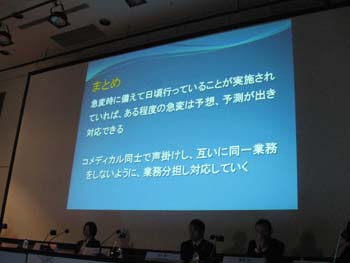 まとめ
急変時に備えて日頃行っていることが実施され
ていれば、ある程度の急変は予想、予測が出き
対応できる
コメディカル同士で声掛けし、互いに同一業務
をしないように、業務分担し対応していく